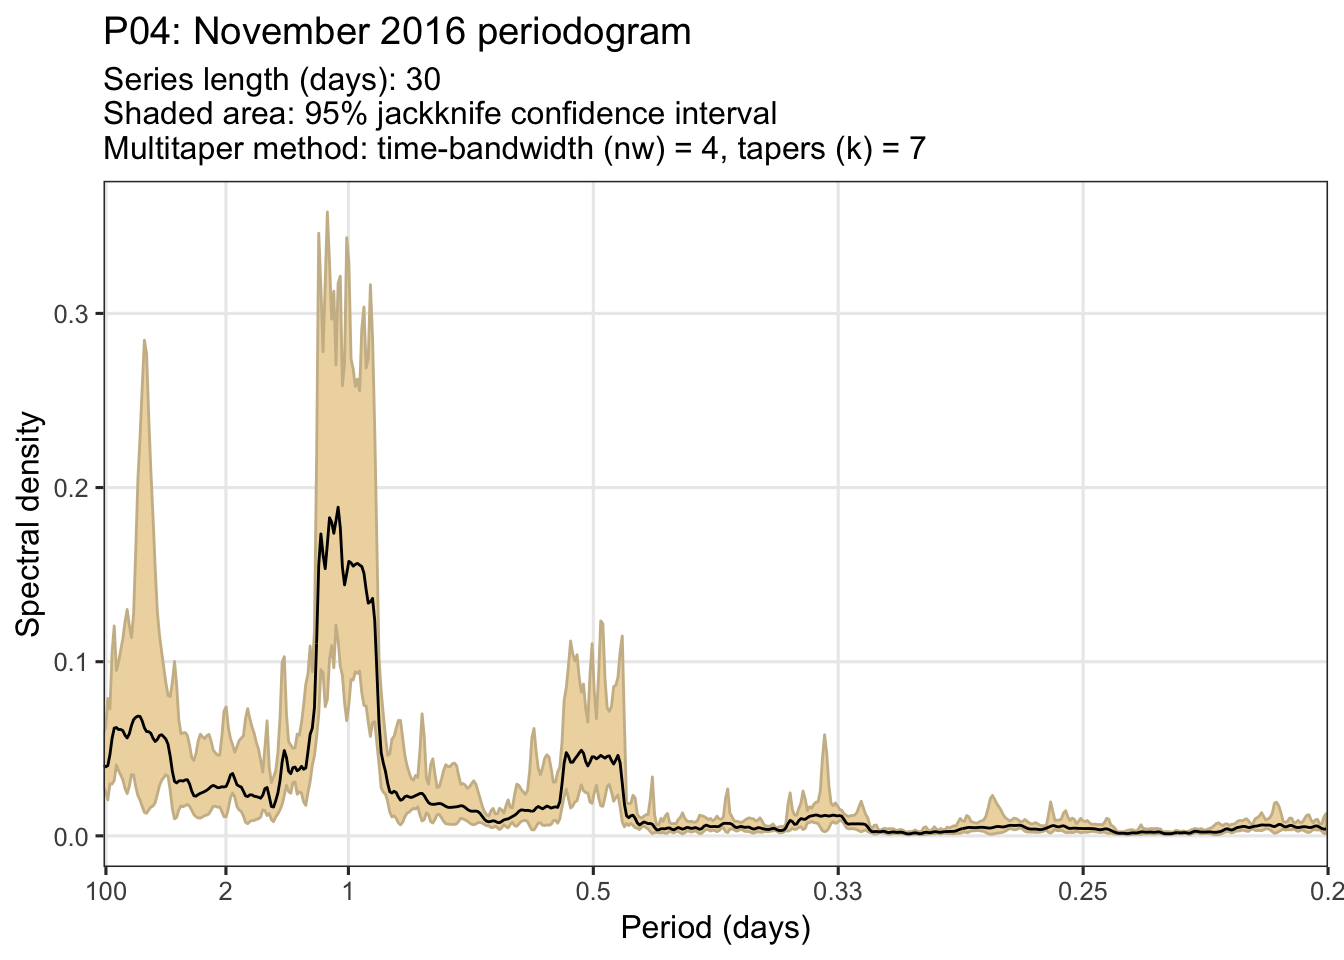 P04: November 2016 periodogram
Series length (days): 30
Shaded area: 95% jackknife confidence interval
Multitaper method: time-bandwidth (nw) = 4, tapers (k) = 7
Spectral density
0.3
0.2
0.1
0.0
100 2 1 0.5 0.33 0.25 0.2
Period (days)